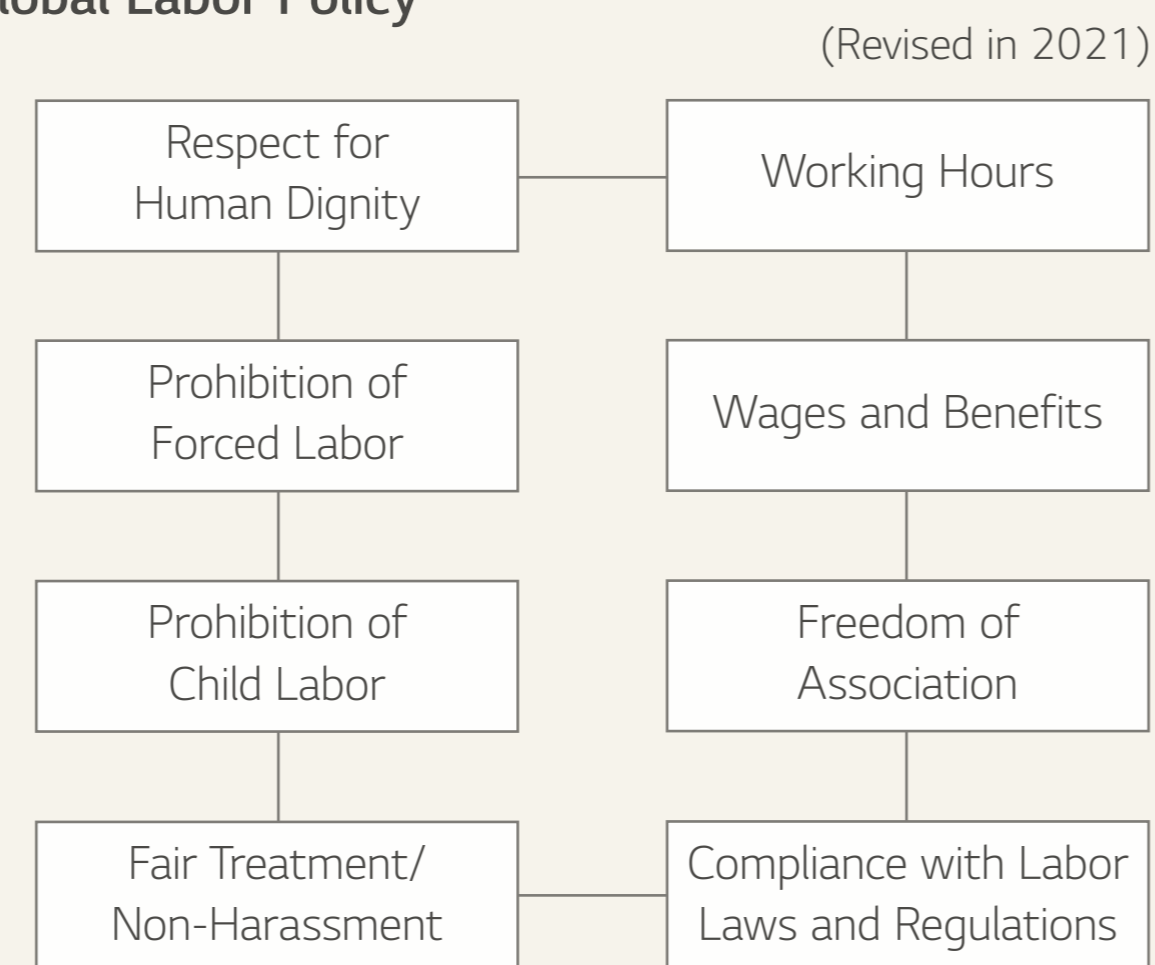 Global Labor Policy
(Revised in 2021)
Respect for
Human Dignity
Working Hours
Prohibition of
Forced Labor
Wages and Benefits
Prohibition of
Child Labor
Freedom of
Association
Fair Treatment/
Non-Harassment
Compliance with Labor
Laws and Regulations